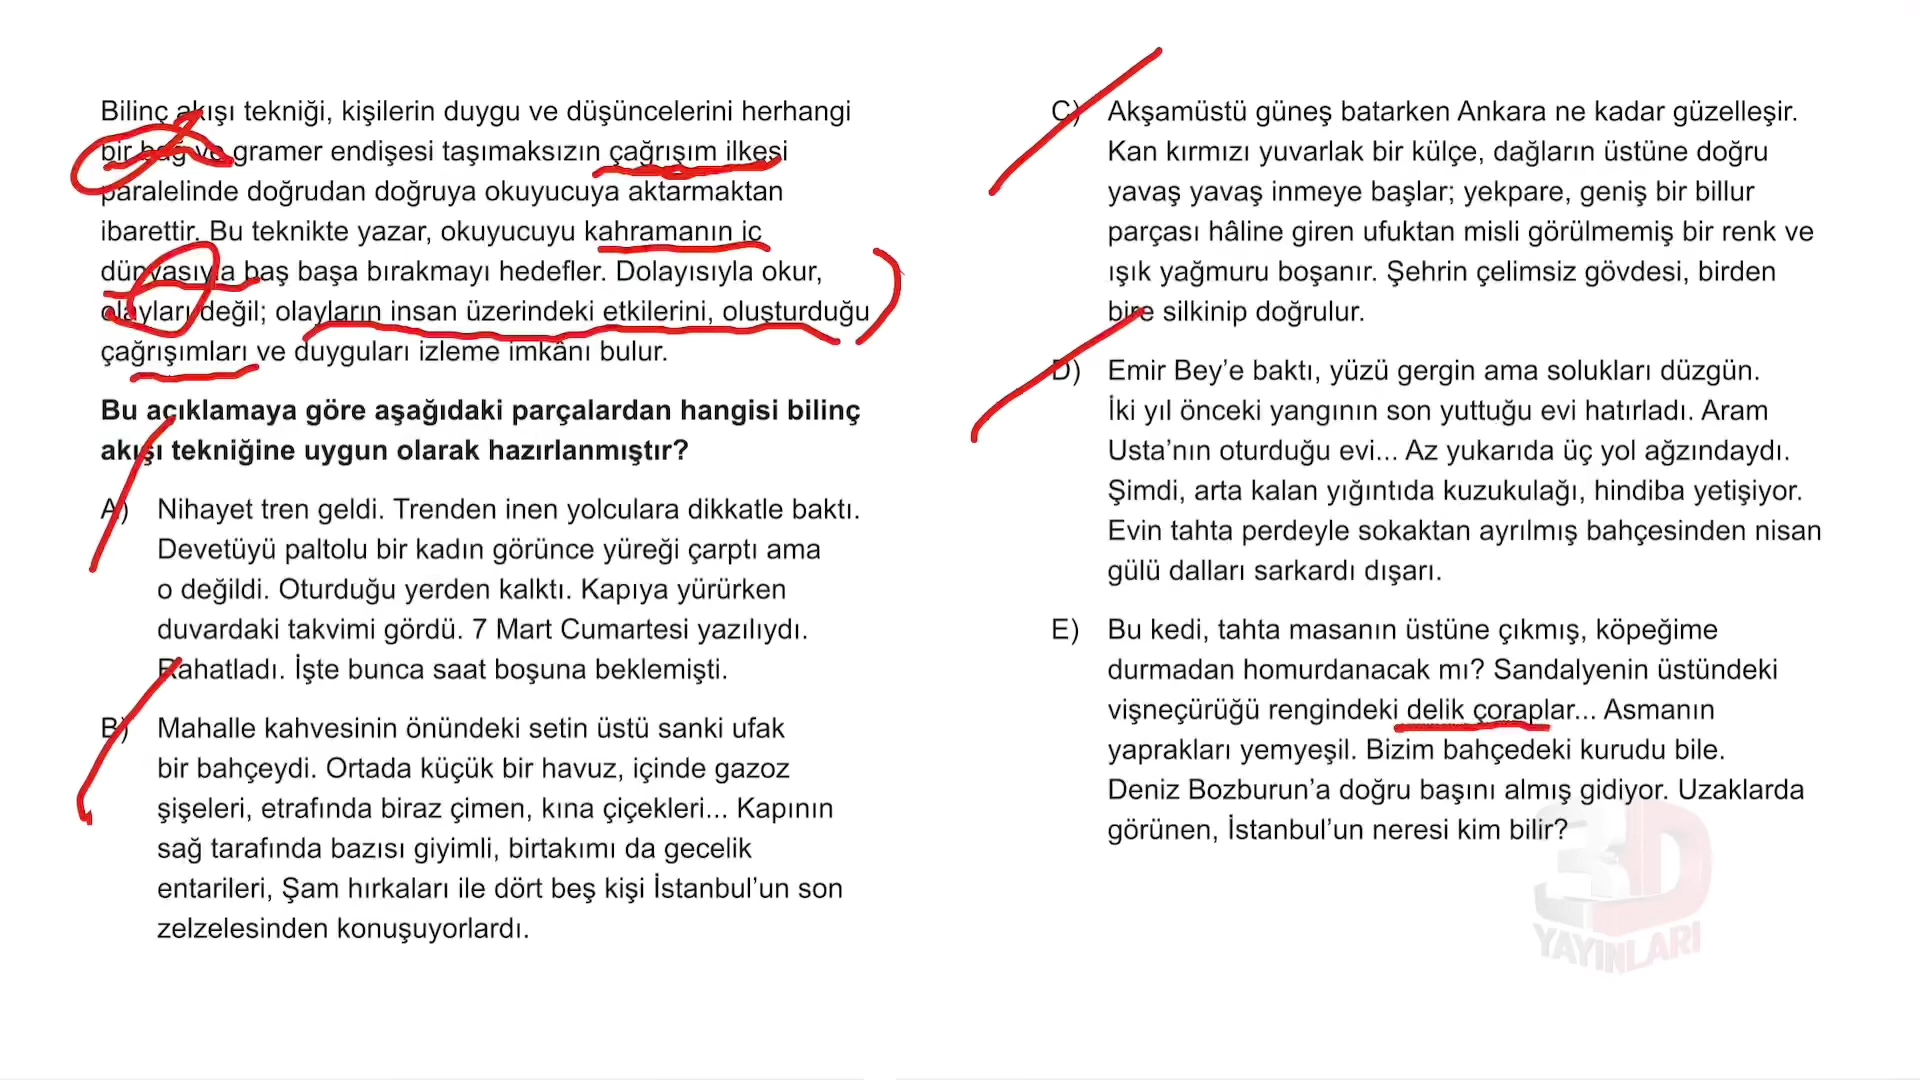 Bilinç akışı tekniği, kişilerin duygu ve düşüncelerini herhangi
bir bağ ve gramer endişesi taşımaksızın çağrışım ilkesi
paralelinde doğrudan doğruya okuyucuya aktarmaktan
ibarettir. Bu teknikte yazar, okuyucuyu kahramanın iç
dünyasıyla baş başa bırakmayı hedefler. Dolayısıyla okur,
olayları değil; olayların insan üzerindeki etkilerini, oluşturduğu
çağrışımları ve duyguları izleme imkânı bulur.
Bu açıklamaya göre aşağıdaki parçalardan hangisi bilinç
akışı tekniğine uygun olarak hazırlanmıştır?
A) Nihayet tren geldi. Trenden inen yolculara dikkatle baktı.
Devetüyü paltolu bir kadın görünce yüreği çarptı ama
o değildi. Oturduğu yerden kalktı. Kapıya yürürken
duvardaki takvimi gördü. 7 Mart Cumartesi yazılıydı.
Rahatladı. İşte bunca saat boşuna beklemişti.
B) Mahalle kahvesinin önündeki setin üstü sanki ufak
bir bahçeydi. Ortada küçük bir havuz, içinde gazoz
şişeleri, etrafında biraz çimen, kına çiçekleri... Kapının
sağ tarafında bazısı giyimli, birtakımı da gecelik
entarileri, Şam hırkaları ile dört beş kişi İstanbul’un son
zelzelesinden konuşuyorlardı.
C) Akşamüstü güneş batarken Ankara ne kadar güzelleşir.
Kan kırmızı yuvarlak bir külçe, dağların üstüne doğru
yavaş yavaş inmeye başlar; yekpare, geniş bir billur
parçası hâline giren ufuktan misli görülmemiş bir renk ve
ışık yağmuru boşanır. Şehrin çelimsiz gövdesi, birden
bire silkinip doğrulur.
D) Emir Bey’e baktı, yüzü gergin ama solukları düzgün.
İki yıl önceki yangının son yuttuğu evi hatırladı. Aram
Usta’nın oturduğu evi... Az yukarıda üç yol ağzındaydı.
Şimdi, arta kalan yığıntıda kuzukulağı, hindiba yetişiyor.
Evin tahta perdeyle sokaktan ayrılmış bahçesinden nisan
gülü dalları sarkardı dışarı.
E) Bu kedi, tahta masanın üstüne çıkmış, köpeğime
durmadan homurdanacak mı? Sandalyenin üstündeki
vişneçürüğü rengindeki delik çoraplar... Asmanın
yaprakları yemyeşil. Bizim bahçedeki kurudu bile.
Deniz Bozburun’a doğru başını almış gidiyor. Uzaklarda
görünen, İstanbul’un neresi kim bilir?
3D
YAYINLARI